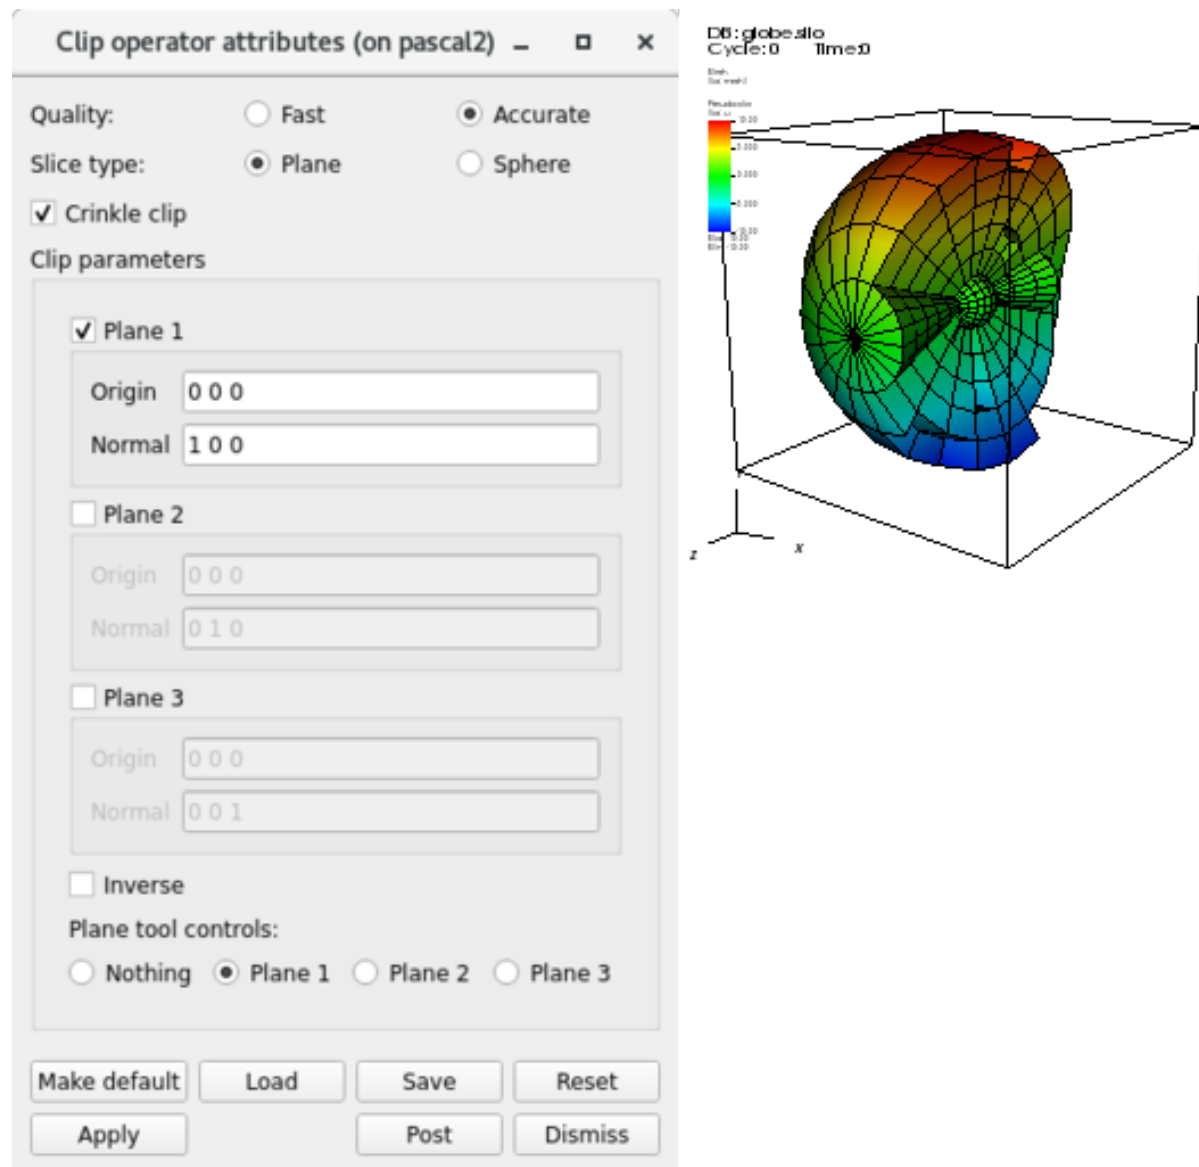 Clip operator attributes (on pascal2)
Quality: Fast Accurate
Slice type: Plane Sphere
Crinkle clip
Clip parameters
Plane 1
Origin 0 0 0
Normal 1 0 0
Plane 2
Origin 0 0 0
Normal 0 1 0
Plane 3
Origin 0 0 0
Normal 0 0 1
Inverse
Plane tool controls:
Nothing Plane 1 Plane 2 Plane 3
Make default Load Save Reset
Apply Post Dismiss
DB: globe.silo
Cycle: 0 Time:0
Pseudocolor
z x